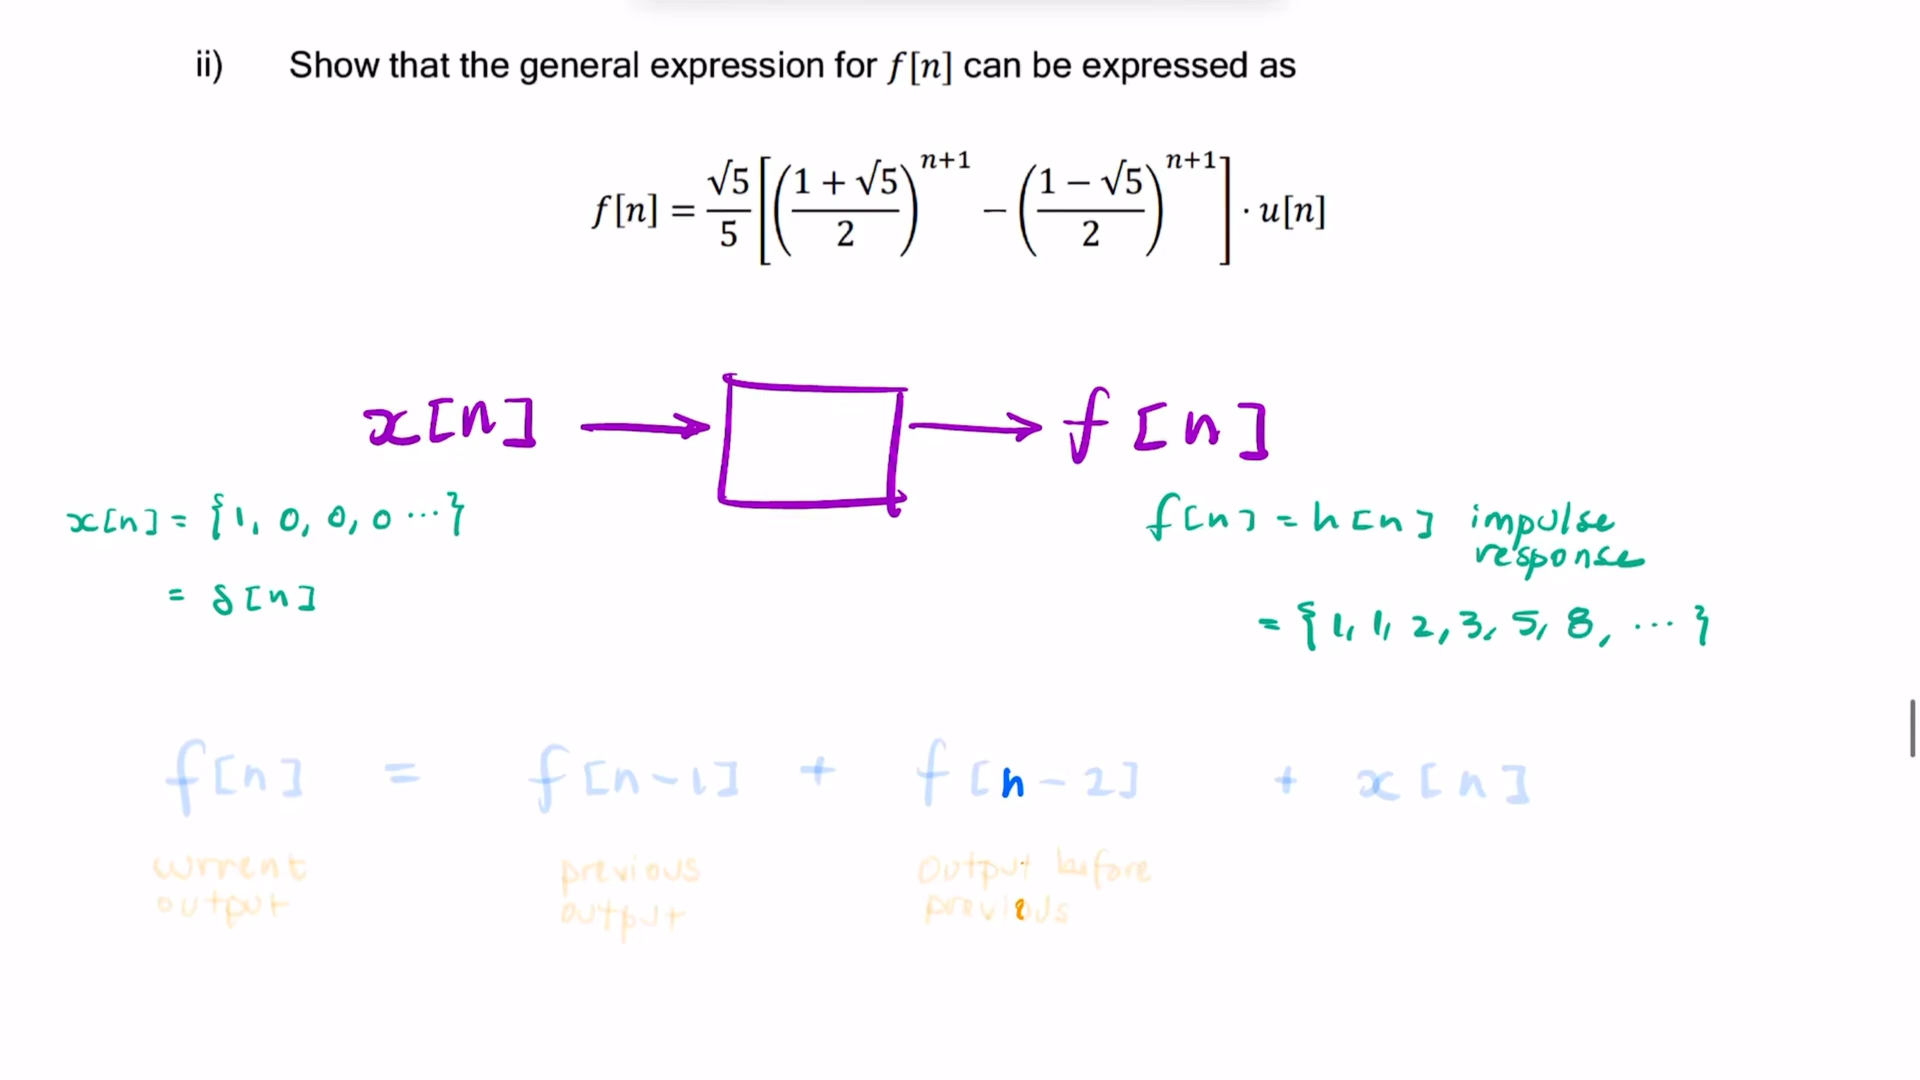 ii) Show that the general expression for f[n] can be expressed as
f[n] = √5/5 [((1 + √5)/2)^(n+1) − ((1 − √5)/2)^(n+1)] · u[n]
x[n] → → f[n]
x[n] = {1, 0, 0, 0 ...}
= δ[n]
f[n] = h[n] impulse
response
= {1, 1, 2, 3, 5, 8, ... }
f[n] = f[n-1] + f[n-2] + x[n]
current previous output before
output output previous